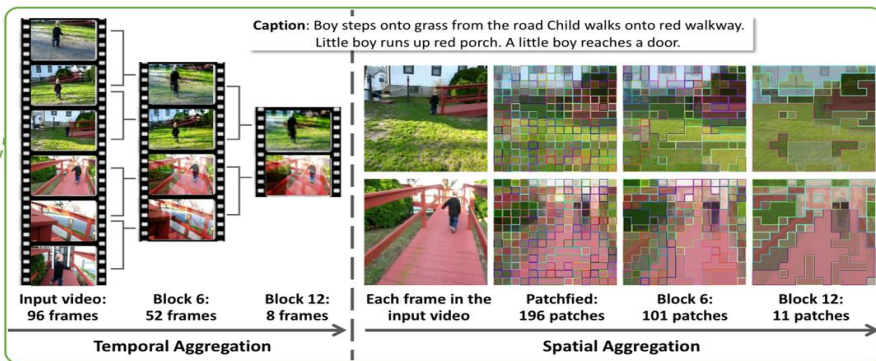 Caption: Boy steps onto grass from the road Child walks onto red walkway.
Little boy runs up red porch. A little boy reaches a door.
Input video:
96 frames
Block 6:
52 frames
Block 12:
8 frames
Temporal Aggregation
Each frame in the
input video
Patchfied:
196 patches
Block 6:
101 patches
Block 12:
11 patches
Spatial Aggregation